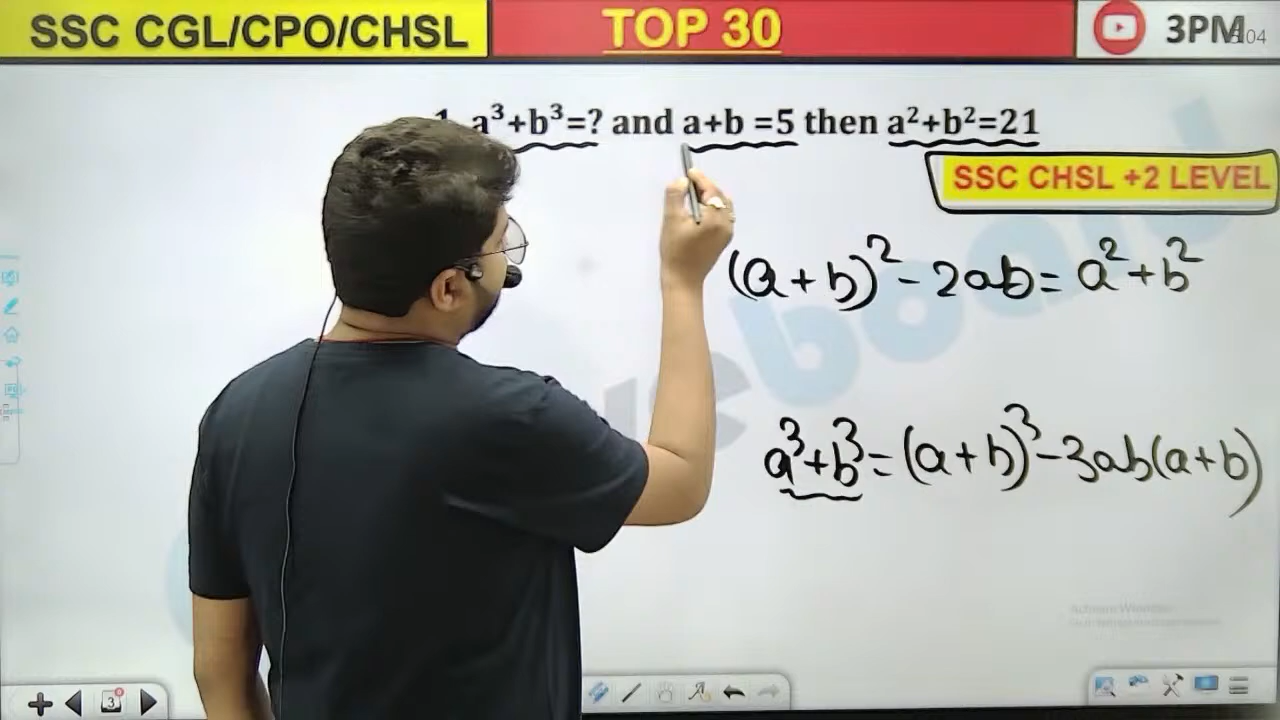 SSC CGL/CPO/CHSL TOP 30 3PM
a³+b³=? and a+b =5 then a²+b²=21
SSC CHSL +2 LEVEL
(a+b)²-2ab= a²+b²
a³+b³=(a+b)³-3ab(a+b)
3